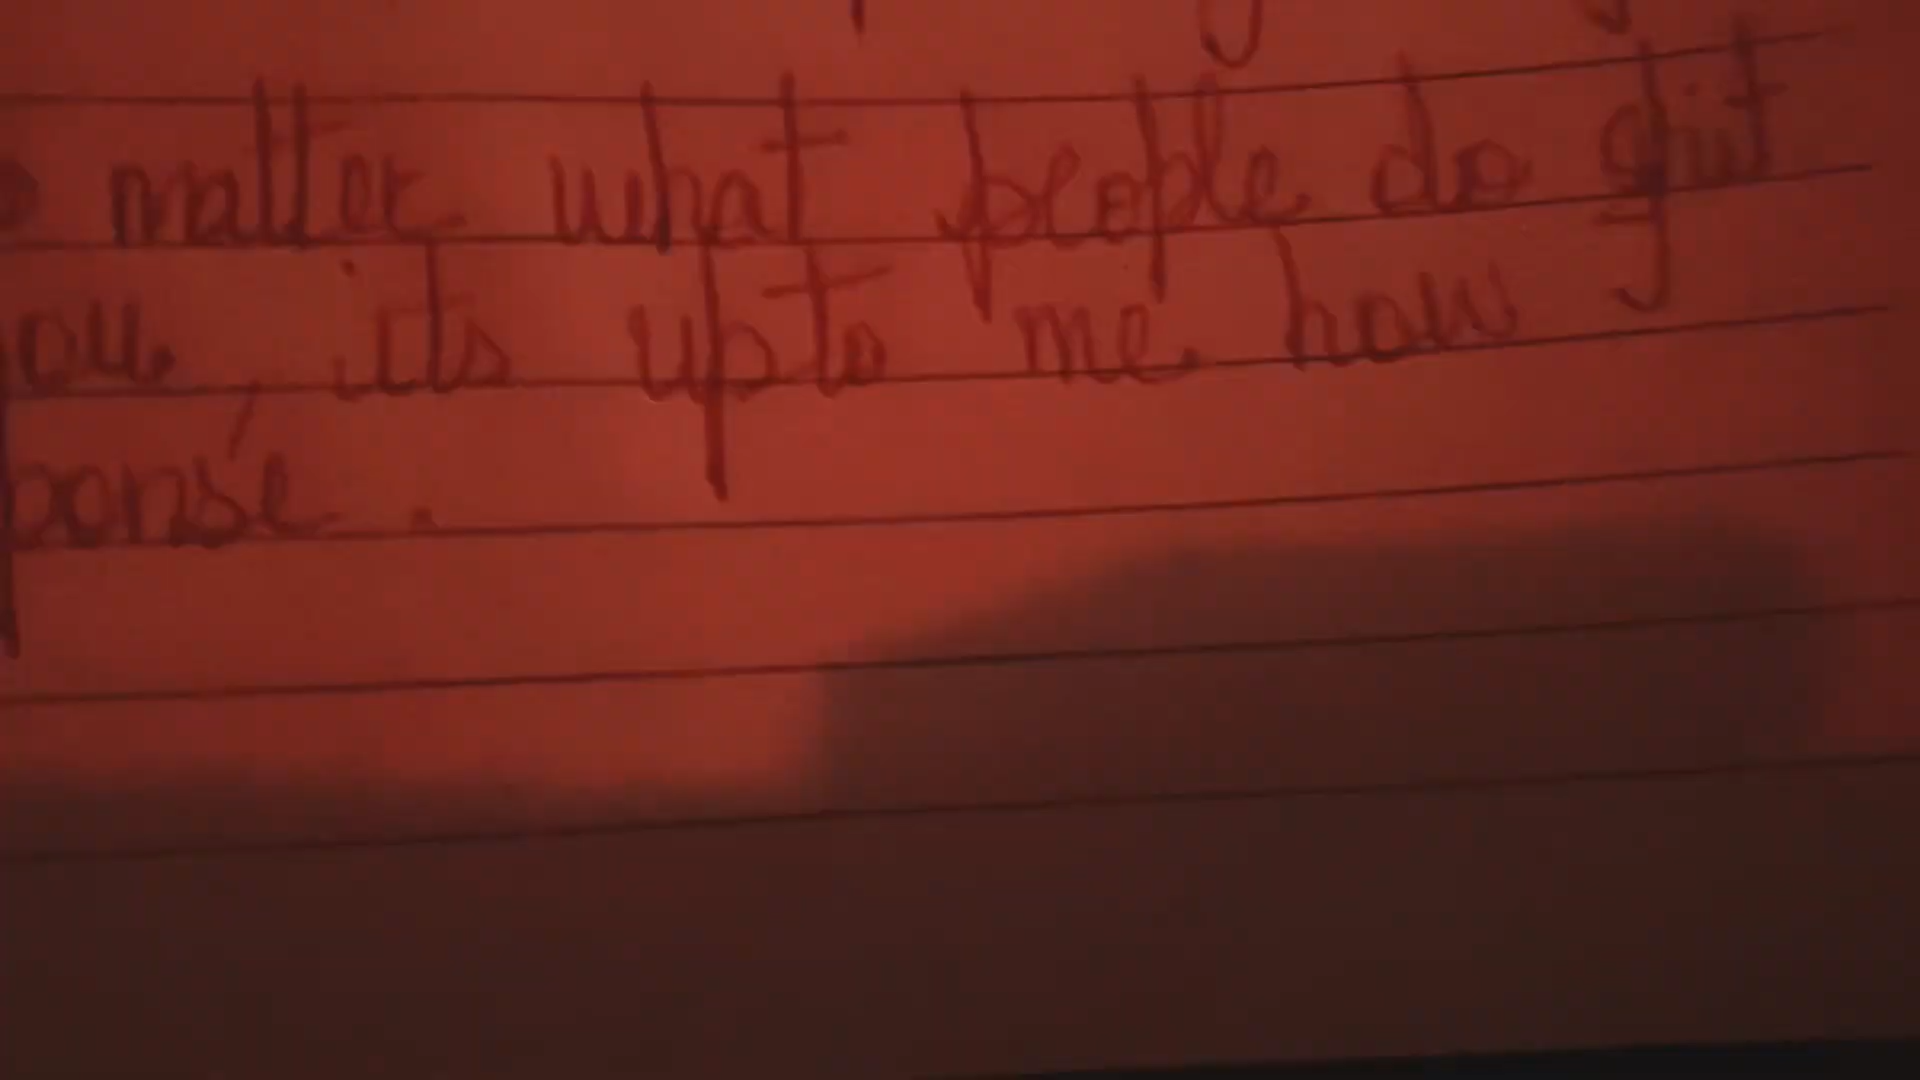 o matter what people do
you, its upto me how
ponse.